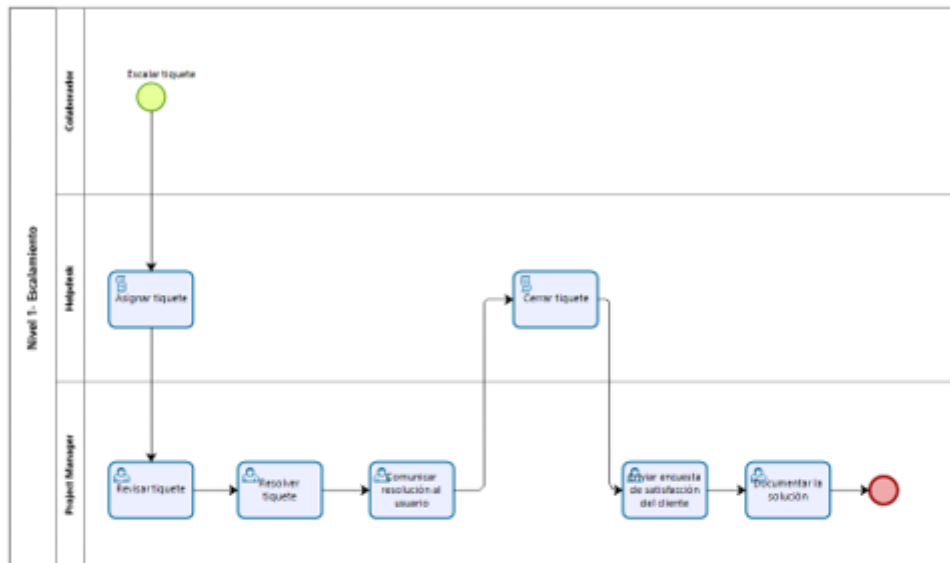 Nivel 1- Escalamiento
Colaborador
Escalar tiquete
Helpdesk
Asignar tiquete
Cerrar tiquete
Project Manager
Revisar tiquete
Resolver
tiquete
Comunicar
resolución al
usuario
Enviar encuesta
de satisfacción
del cliente
Documentar la
solución